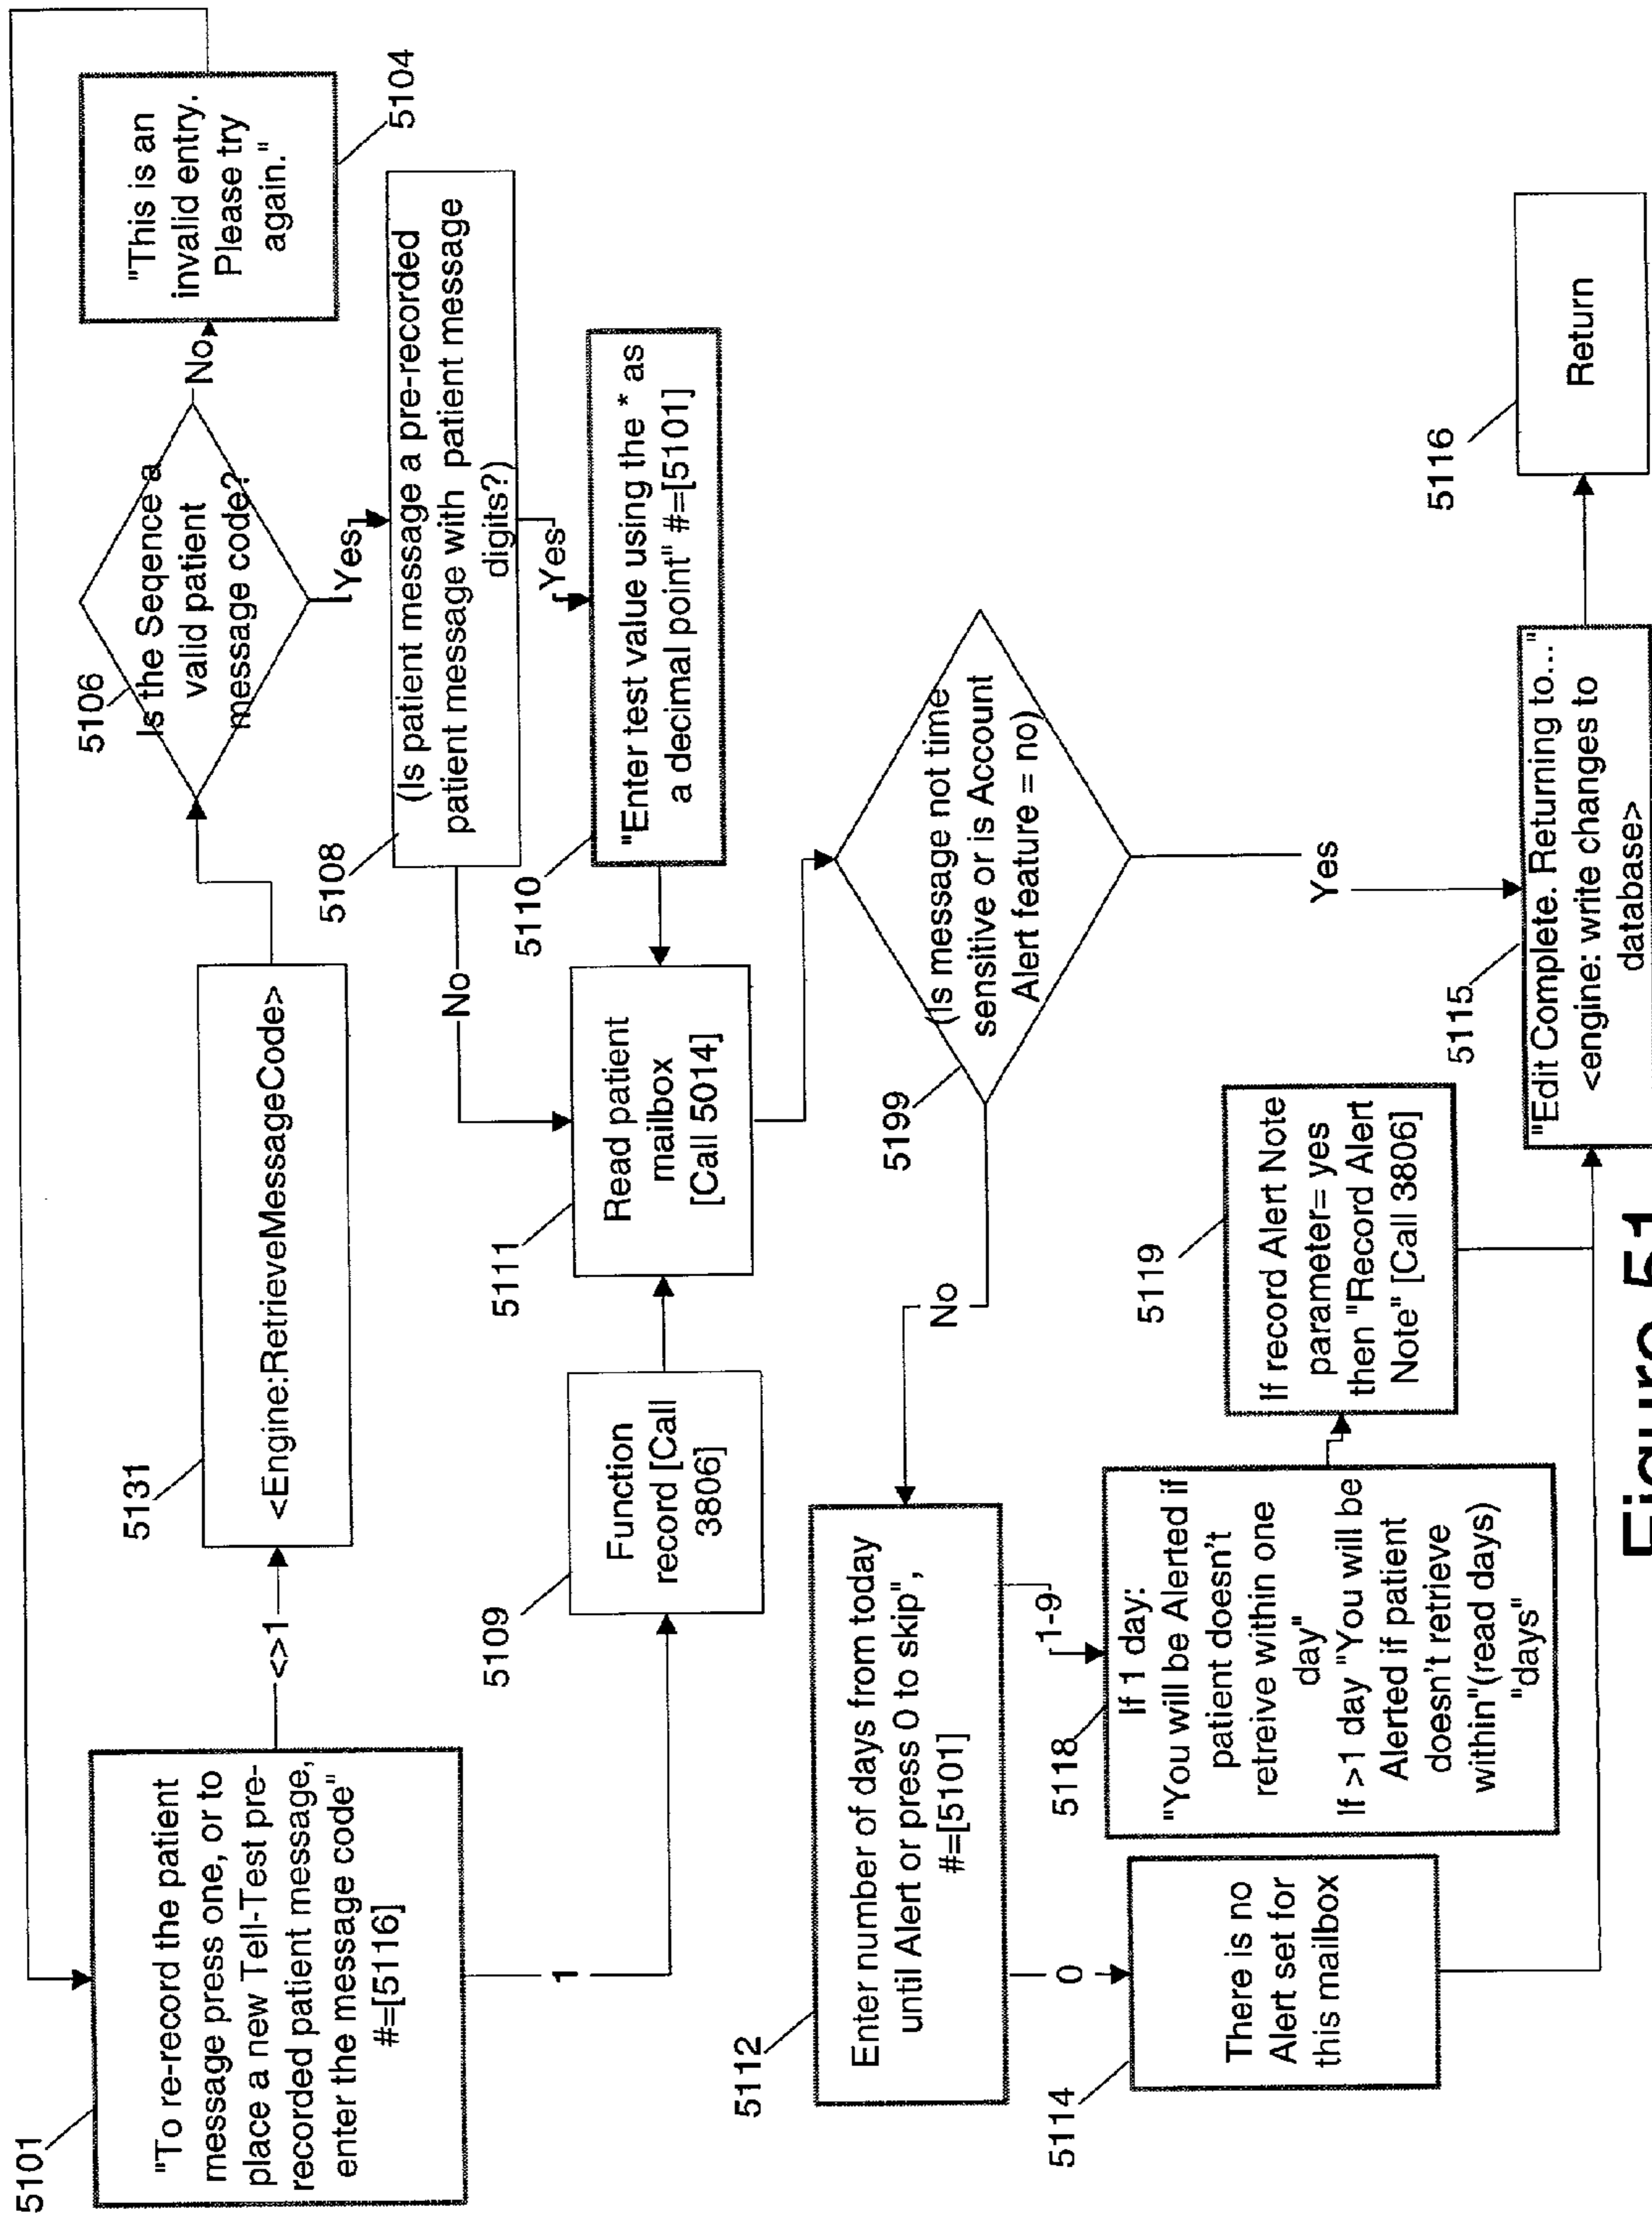 5101
"To re-record the patient
message press one, or to
place a new Tell-Test pre-
recorded patient message,
enter the message code"
#=[5116]
<>1
1
5131
<Engine:RetrieveMessageCode>
5106
Is the Seqence a
valid patient
message code?
No
Yes
"This is an
invalid entry.
Please try
again."
5104
5108
(Is patient message a pre-recorded
patient message with patient message
digits?)
No
Yes
5110
"Enter test value using the * as
a decimal point" #=[5101]
5109
Function
record [Call
3806]
5111
Read patient
mailbox
[Call 5014]
5199
(Is message not time
sensitive or is Account
Alert feature = no)
No
Yes
5112
Enter number of days from today
until Alert or press 0 to skip",
#=[5101]
0
1-9
5114
There is no
Alert set for
this mailbox
5118
If 1 day:
"You will be Alerted if
patient doesn't
retreive within one
day"
If >1 day "You will be
Alerted if patient
doesn't retrieve
within"(read days)
"days"
5119
If record Alert Note
parameter= yes
then "Record Alert
Note" [Call 3806]
5115
"Edit Complete. Returning to..."
<engine: write changes to
database>
5116
Return
Figure 51